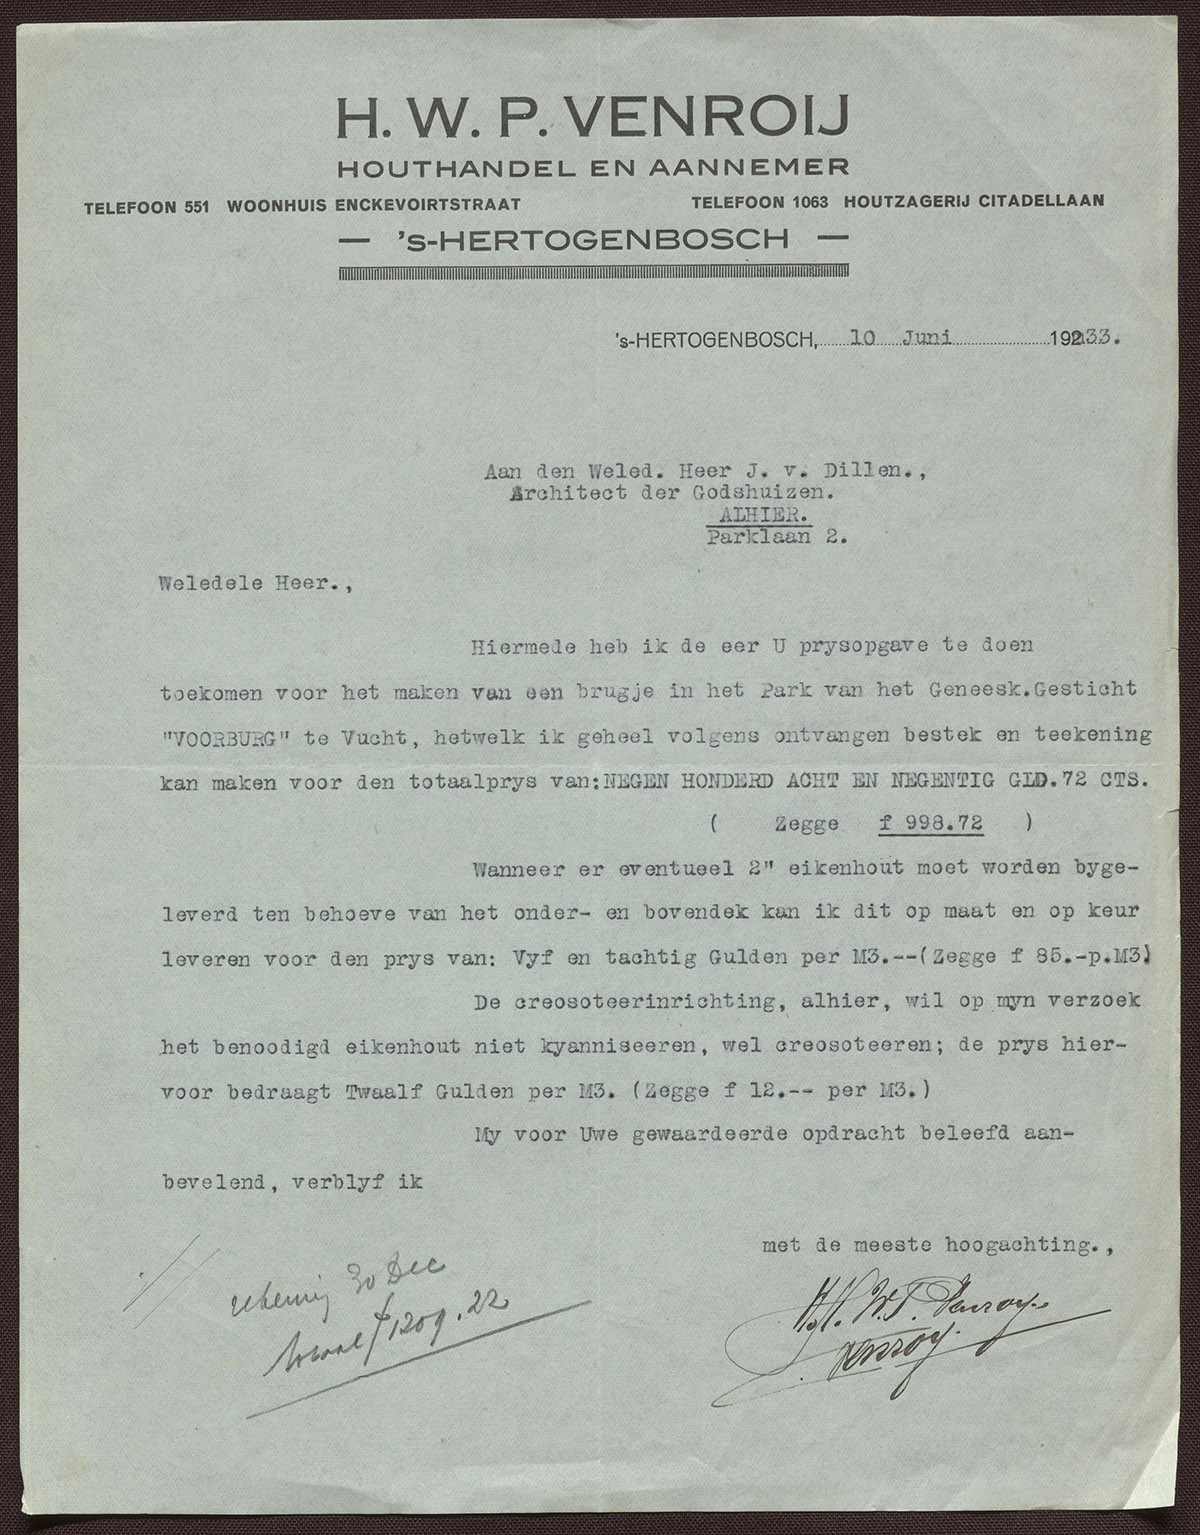 H. W. P. VENROIJ
HOUTHANDEL EN AANNEMER
TELEFOON 551 WOONHUIS ENCKEVOIRTSTRAAT TELEFOON 1063 HOUTZAGERIJ CITADELLAAN
— 's-HERTOGENBOSCH —
's-HERTOGENBOSCH, 10 Juni 1933.
Aan den Weled. Heer J. v. Dillen.,
Architect der Godshuizen.
ALHIER.
Parklaan 2.
Weledele Heer.,
Hiermede heb ik de eer U prysopgave te doen
toekomen voor het maken van een brugje in het Park van het Geneesk.Gesticht
"VOORBURG" te Vucht, hetwelk ik geheel volgens ontvangen bestek en teekening
kan maken voor den totaalprys van:NEGEN HONDERD ACHT EN NEGENTIG GLD.72 CTS.
( Zegge f 998.72 )
Wanneer er eventueel 2" eikenhout moet worden byge-
leverd ten behoeve van het onder- en bovendek kan ik dit op maat en op keur
leveren voor den prys van: Vyf en tachtig Gulden per M3.--(Zegge f 85.-p.M3)
De creosoteerinrichting, alhier, wil op myn verzoek
het benoodigd eikenhout niet kyanniseeren, wel creosoteeren; de prys hier-
voor bedraagt Twaalf Gulden per M3. (Zegge f 12.-- per M3.)
My voor Uwe gewaardeerde opdracht beleefd aan-
bevelend, verblyf ik
met de meeste hoogachting.,
rekening 30 Dec
totaal f 1209.22
H. W. P. Venroy.
Venroy.